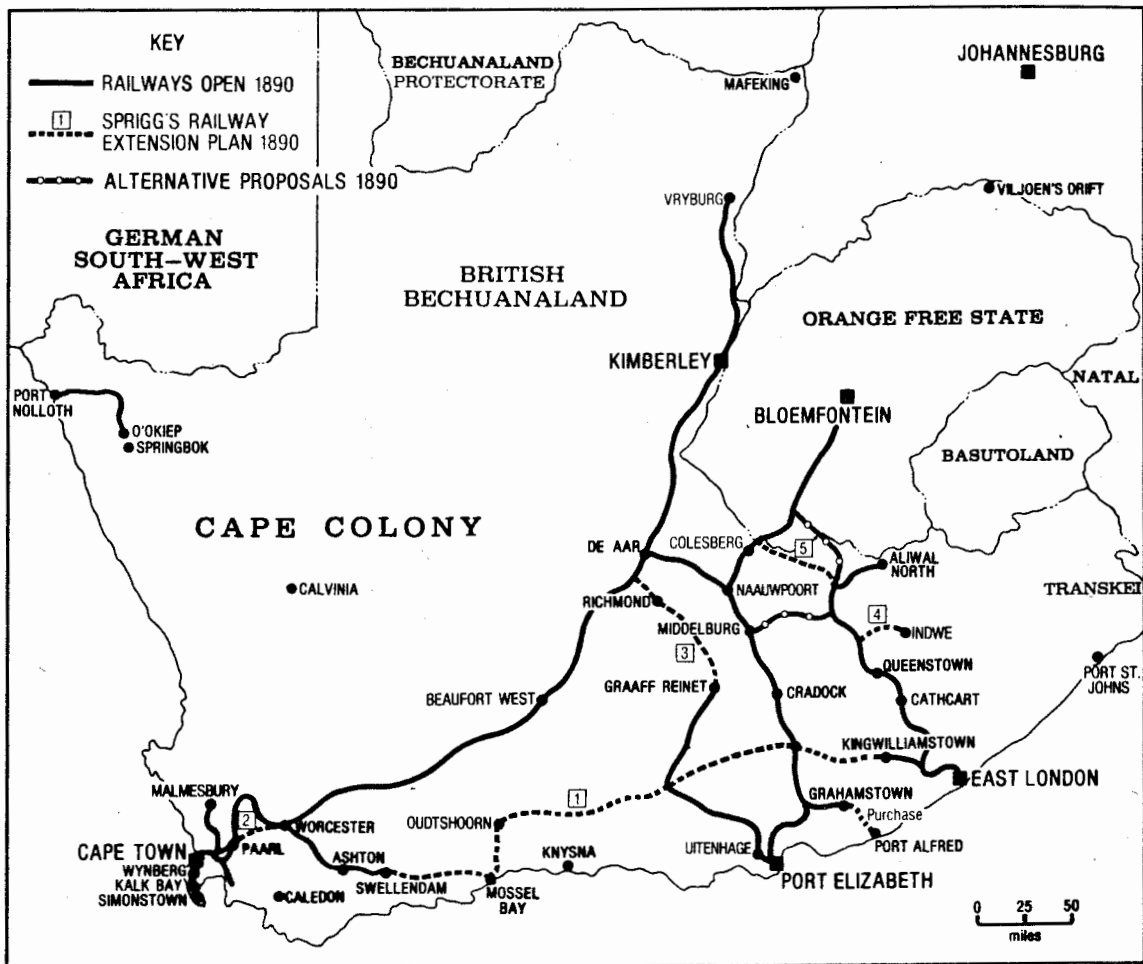 KEY
RAILWAYS OPEN 1890
1
SPRIGG'S RAILWAY
EXTENSION PLAN 1890
ALTERNATIVE PROPOSALS 1890
BECHUANALAND
PROTECTORATE
MAFEKING
JOHANNESBURG
VRYBURG
VILJOEN'S DRIFT
GERMAN
SOUTH-WEST
AFRICA
BRITISH
BECHUANALAND
ORANGE FREE STATE
KIMBERLEY
NATAL
PORT
NOLLOTH
O'OKIEP
SPRINGBOK
BLOEMFONTEIN
BASUTOLAND
CAPE COLONY
DE AAR
COLESBERG
5
ALIWAL
NORTH
CALVINIA
RICHMOND
NAAUWPOORT
TRANSKEI
MIDDELBURG
4
INDWE
3
QUEENSTOWN
PORT ST.
JOHNS
GRAAFF REINET
BEAUFORT WEST
CRADOCK
CATHCART
KINGWILLIAMSTOWN
EAST LONDON
MALMESBURY
1
GRAHAMSTOWN
Purchase
2
WORCESTER
OUDTSHOORN
PAARL
UITENHAGE
PORT ALFRED
CAPE TOWN
ASHTON
KNYSNA
WYNBERG
KALK BAY
SIMONSTOWN
SWELLENDAM
PORT ELIZABETH
CALEDON
MOSSEL
BAY
0 25 50
miles